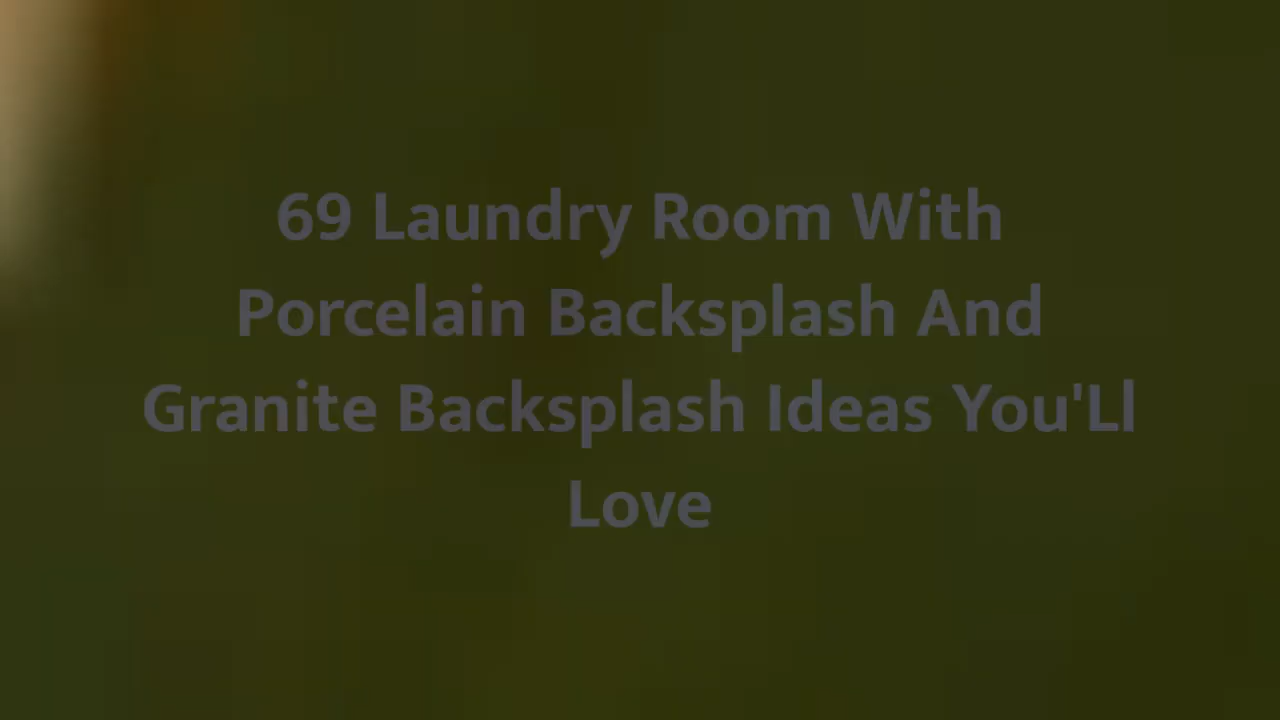 69 Laundry Room With
Porcelain Backsplash And
Granite Backsplash Ideas You'Ll
Love